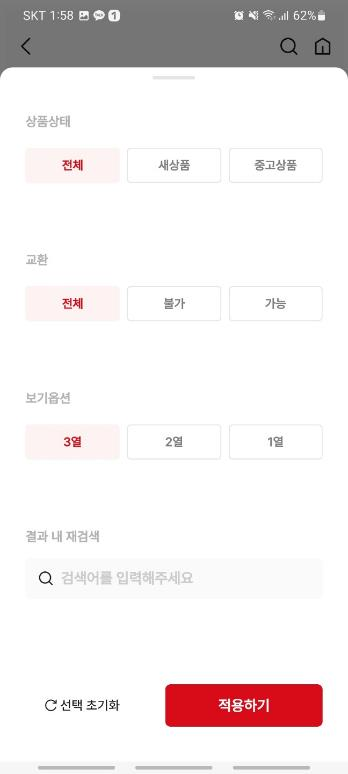 SKT 1:58 1 62%
상품상태
전체 새상품 중고상품
교환
전체 불가 가능
보기옵션
3열 2열 1열
결과 내 재검색
검색어를 입력해주세요
선택 초기화 적용하기